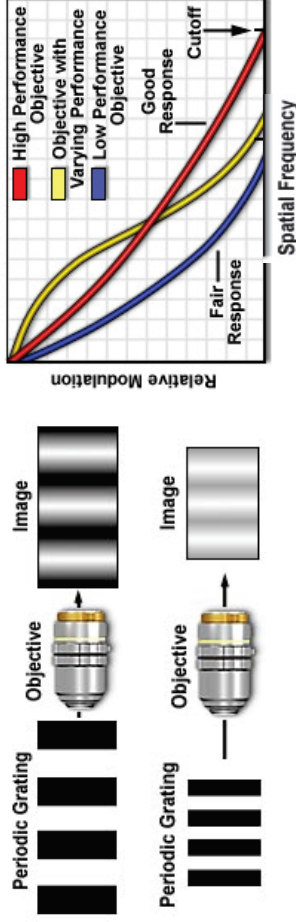 Periodic Grating
Objective
Image
Periodic Grating
Objective
Image
High Performance
Objective
Objective with
Varying Performance
Low Performance
Objective
Good
Response
Cutoff
Fair
Response
Relative Modulation
Spatial Frequency